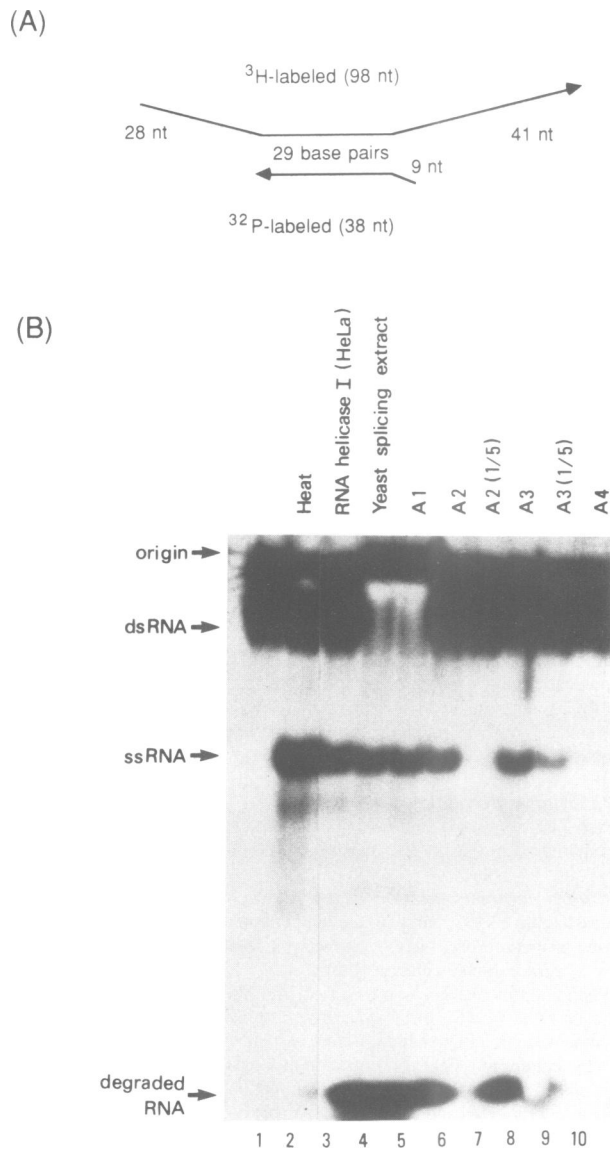 (A)
³H-labeled (98 nt)
28 nt
41 nt
29 base pairs
9 nt
³²P-labeled (38 nt)
(B)
Heat
RNA helicase I (HeLa)
Yeast splicing extract
A1
A2
A2 (1/5)
A3
A3 (1/5)
A4
origin
dsRNA
ssRNA
degraded
RNA
1 2 3 4 5 6 7 8 9 10